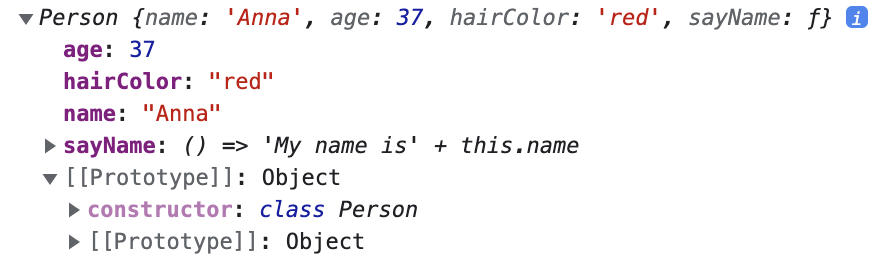 Person {name: 'Anna', age: 37, hairColor: 'red', sayName: ƒ} i
age: 37
hairColor: "red"
name: "Anna"
sayName: () => 'My name is' + this.name
[[Prototype]]: Object
constructor: class Person
[[Prototype]]: Object